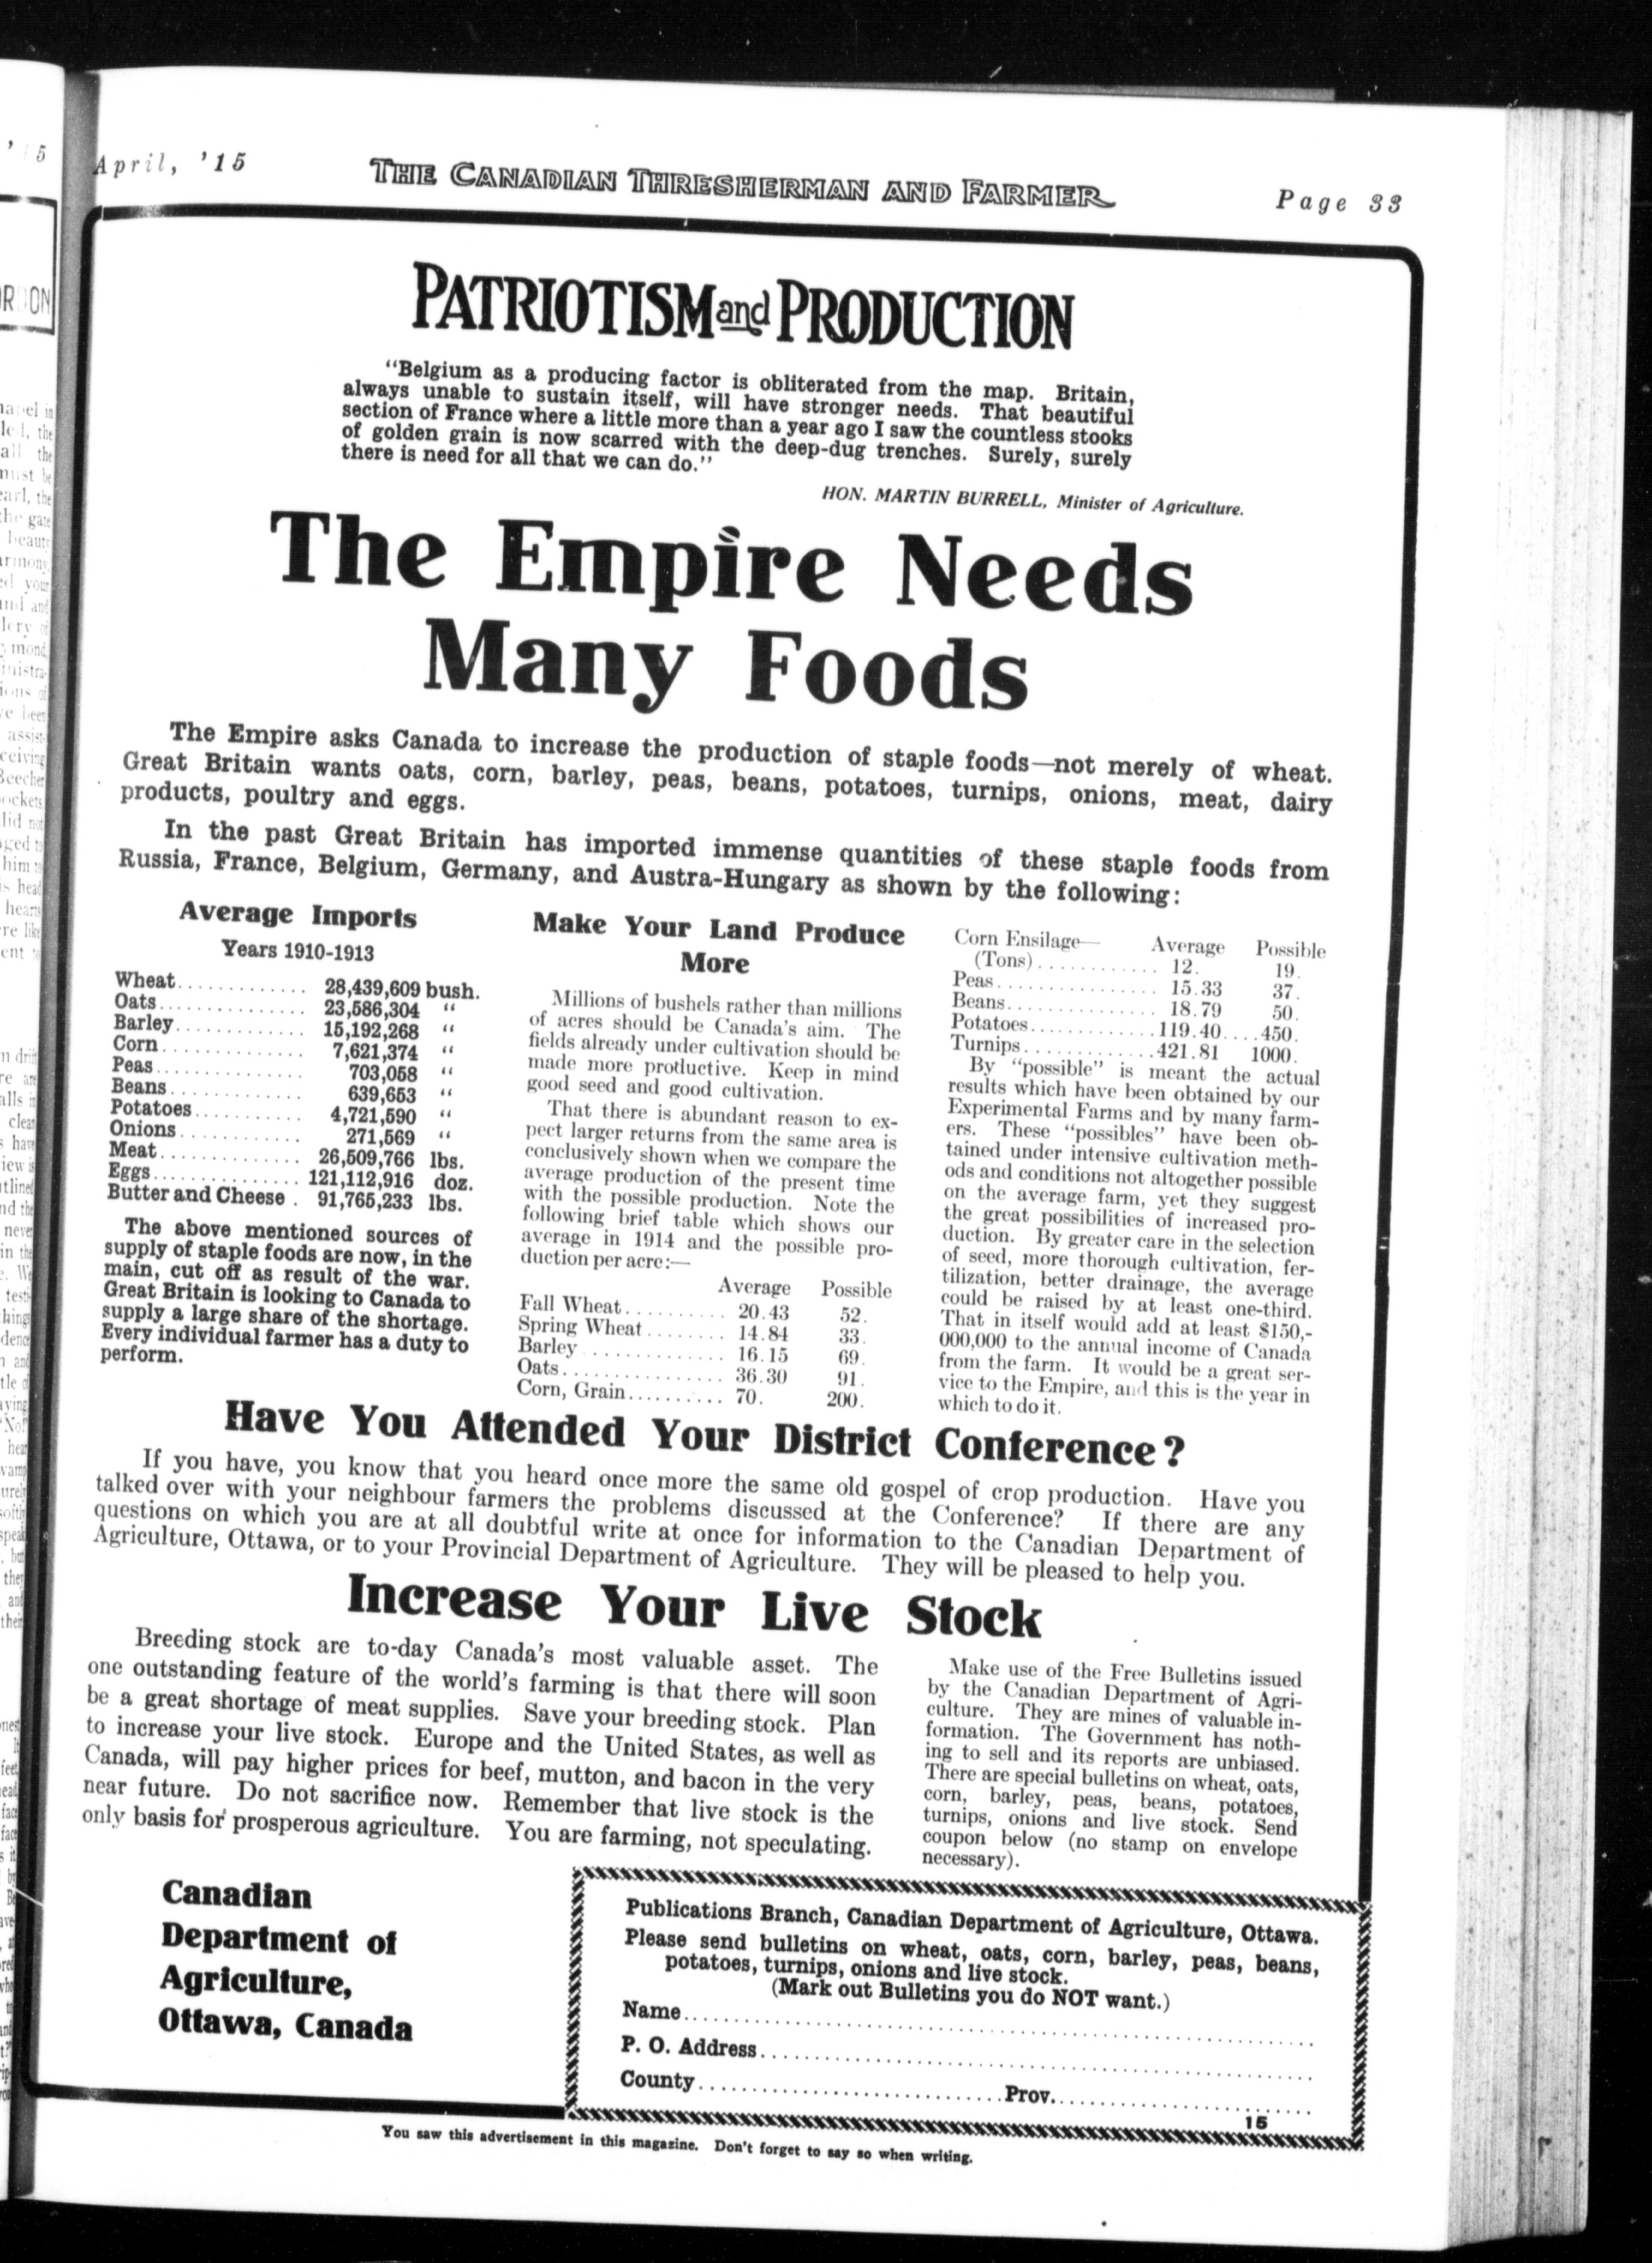 April, '15
THE CANADIAN THRESHERMAN AND FARMER
Page 33
PATRIOTISM and PRODUCTION
"Belgium as a producing factor is obliterated from the map. Britain,
always unable to sustain itself, will have stronger needs. That beautiful
section of France where a little more than a year ago I saw the countless stooks
of golden grain is now scarred with the deep-dug trenches. Surely, surely
there is need for all that we can do."
HON. MARTIN BURRELL, Minister of Agriculture.
The Empire Needs
Many Foods
The Empire asks Canada to increase the production of staple foods—not merely of wheat.
Great Britain wants oats, corn, barley, peas, beans, potatoes, turnips, onions, meat, dairy
products, poultry and eggs.
In the past Great Britain has imported immense quantities of these staple foods from
Russia, France, Belgium, Germany, and Austra-Hungary as shown by the following:
Average Imports
Years 1910-1913
Wheat............. 28,439,609 bush.
Oats............... 23,586,304 "
Barley............. 15,192,268 "
Corn.............. 7,621,374 "
Peas............... 703,058 "
Beans............. 639,653 "
Potatoes........... 4,721,590 "
Onions............ 271,569 "
Meat.............. 26,509,766 lbs.
Eggs............... 121,112,916 doz.
Butter and Cheese . 91,765,233 lbs.
The above mentioned sources of
supply of staple foods are now, in the
main, cut off as result of the war.
Great Britain is looking to Canada to
supply a large share of the shortage.
Every individual farmer has a duty to
perform.
Make Your Land Produce
More
Millions of bushels rather than millions
of acres should be Canada's aim. The
fields already under cultivation should be
made more productive. Keep in mind
good seed and good cultivation.
That there is abundant reason to ex-
pect larger returns from the same area is
conclusively shown when we compare the
average production of the present time
with the possible production. Note the
following brief table which shows our
average in 1914 and the possible pro-
duction per acre:—
Average Possible
Fall Wheat.......... 20.43 52.
Spring Wheat........ 14.84 33.
Barley .............. 16.15 69.
Oats................ 36.30 91.
Corn, Grain.......... 70. 200.
Corn Ensilage— Average Possible
(Tons)............ 12. 19.
Peas................ 15.33 37.
Beans............... 18.79 50.
Potatoes.............119.40....450.
Turnips.............421.81 1000.
By "possible" is meant the actual
results which have been obtained by our
Experimental Farms and by many farm-
ers. These "possibles" have been ob-
tained under intensive cultivation meth-
ods and conditions not altogether possible
on the average farm, yet they suggest
the great possibilities of increased pro-
duction. By greater care in the selection
of seed, more thorough cultivation, fer-
tilization, better drainage, the average
could be raised by at least one-third.
That in itself would add at least $150,-
000,000 to the annual income of Canada
from the farm. It would be a great ser-
vice to the Empire, and this is the year in
which to do it.
Have You Attended Your District Conference?
If you have, you know that you heard once more the same old gospel of crop production. Have you
talked over with your neighbour farmers the problems discussed at the Conference? If there are any
questions on which you are at all doubtful write at once for information to the Canadian Department of
Agriculture, Ottawa, or to your Provincial Department of Agriculture. They will be pleased to help you.
Increase Your Live Stock
Breeding stock are to-day Canada's most valuable asset. The
one outstanding feature of the world's farming is that there will soon
be a great shortage of meat supplies. Save your breeding stock. Plan
to increase your live stock. Europe and the United States, as well as
Canada, will pay higher prices for beef, mutton, and bacon in the very
near future. Do not sacrifice now. Remember that live stock is the
only basis for prosperous agriculture. You are farming, not speculating.
Make use of the Free Bulletins issued
by the Canadian Department of Agri-
culture. They are mines of valuable in-
formation. The Government has noth-
ing to sell and its reports are unbiased.
There are special bulletins on wheat, oats,
corn, barley, peas, beans, potatoes,
turnips, onions and live stock. Send
coupon below (no stamp on envelope
necessary).
Canadian
Department of
Agriculture,
Ottawa, Canada
Publications Branch, Canadian Department of Agriculture, Ottawa.
Please send bulletins on wheat, oats, corn, barley, peas, beans,
potatoes, turnips, onions and live stock.
(Mark out Bulletins you do NOT want.)
Name........................
P. O. Address........................
County........................Prov.................
15
You saw this advertisement in this magazine. Don't forget to say so when writing.